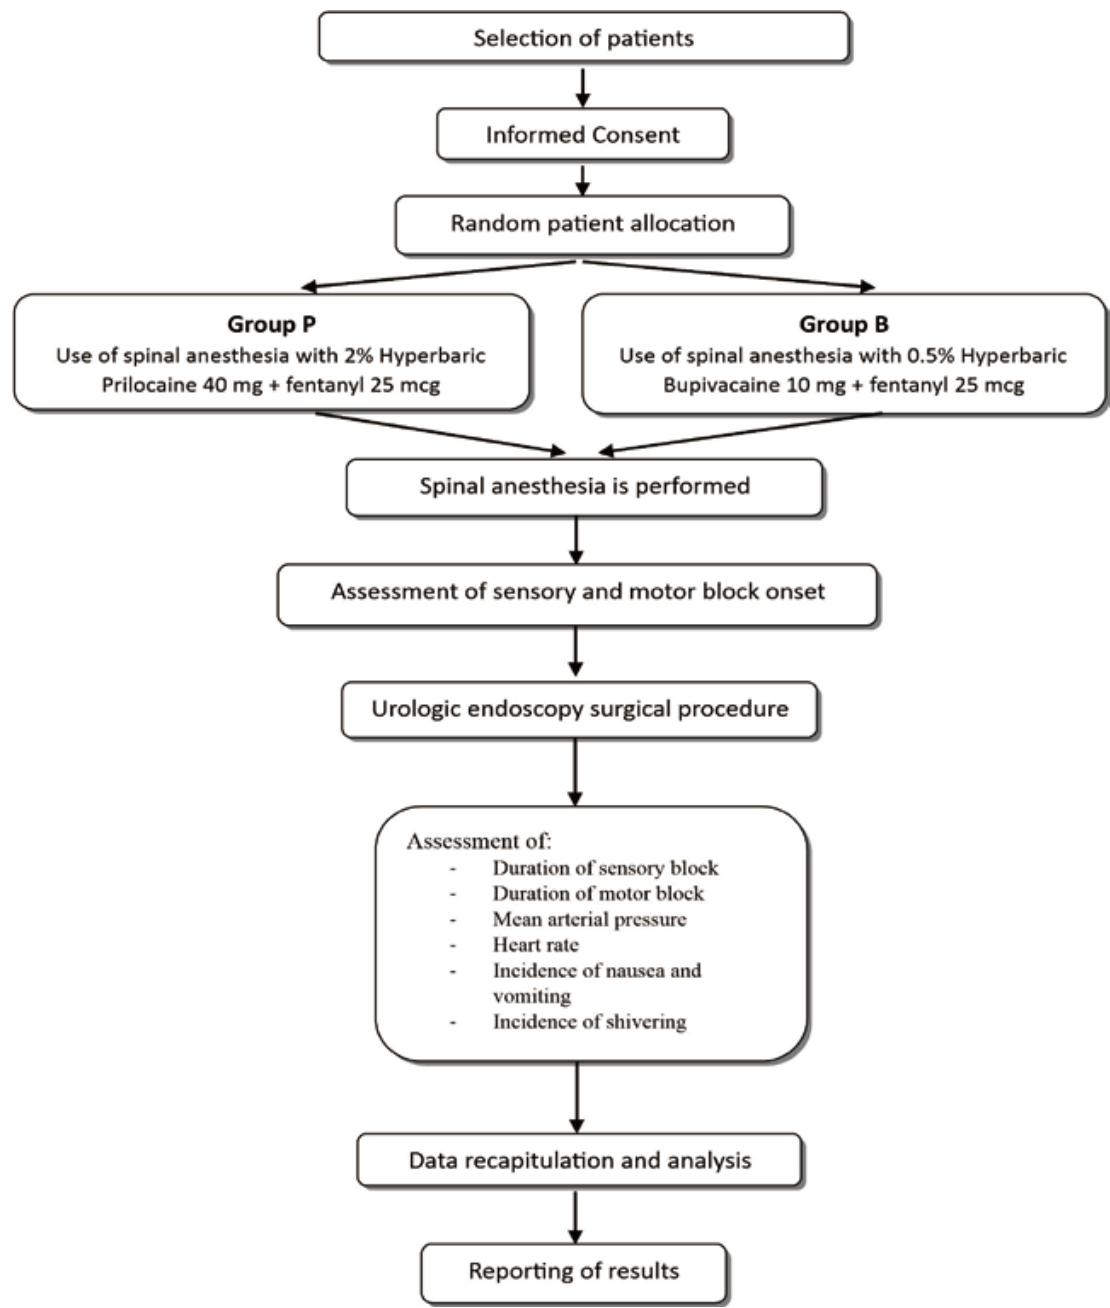 Selection of patients
Informed Consent
Random patient allocation
Group P
Use of spinal anesthesia with 2% Hyperbaric
Prilocaine 40 mg + fentanyl 25 mcg
Group B
Use of spinal anesthesia with 0.5% Hyperbaric
Bupivacaine 10 mg + fentanyl 25 mcg
Spinal anesthesia is performed
Assessment of sensory and motor block onset
Urologic endoscopy surgical procedure
Assessment of:
- Duration of sensory block
- Duration of motor block
- Mean arterial pressure
- Heart rate
- Incidence of nausea and
vomiting
- Incidence of shivering
Data recapitulation and analysis
Reporting of results